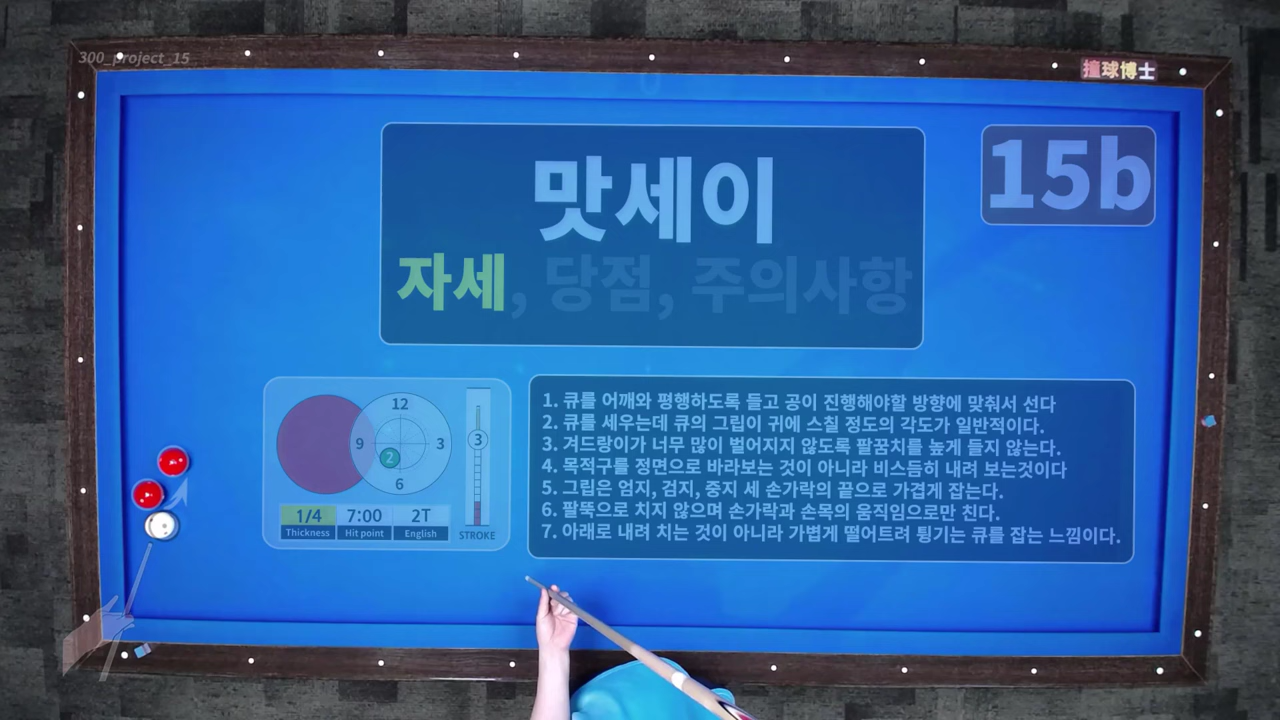 300_project_15
撞球博士
맛세이
15b
자세, 당점, 주의사항
12
9
3
2
6
3
1/4
7:00
2T
Thickness
Hit point
English
STROKE
1. 큐를 어깨와 평행하도록 들고 공이 진행해야할 방향에 맞춰서 선다
2. 큐를 세우는데 큐의 그립이 귀에 스칠 정도의 각도가 일반적이다.
3. 겨드랑이가 너무 많이 벌어지지 않도록 팔꿈치를 높게 들지 않는다.
4. 목적구를 정면으로 바라보는 것이 아니라 비스듬히 내려 보는것이다
5. 그립은 엄지, 검지, 중지 세 손가락의 끝으로 가겹게 잡는다.
6. 팔뚝으로 치지 않으며 손가락과 손목의 움직임으로만 친다.
7. 아래로 내려 치는 것이 아니라 가볍게 떨어트려 튕기는 큐를 잡는 느낌이다.